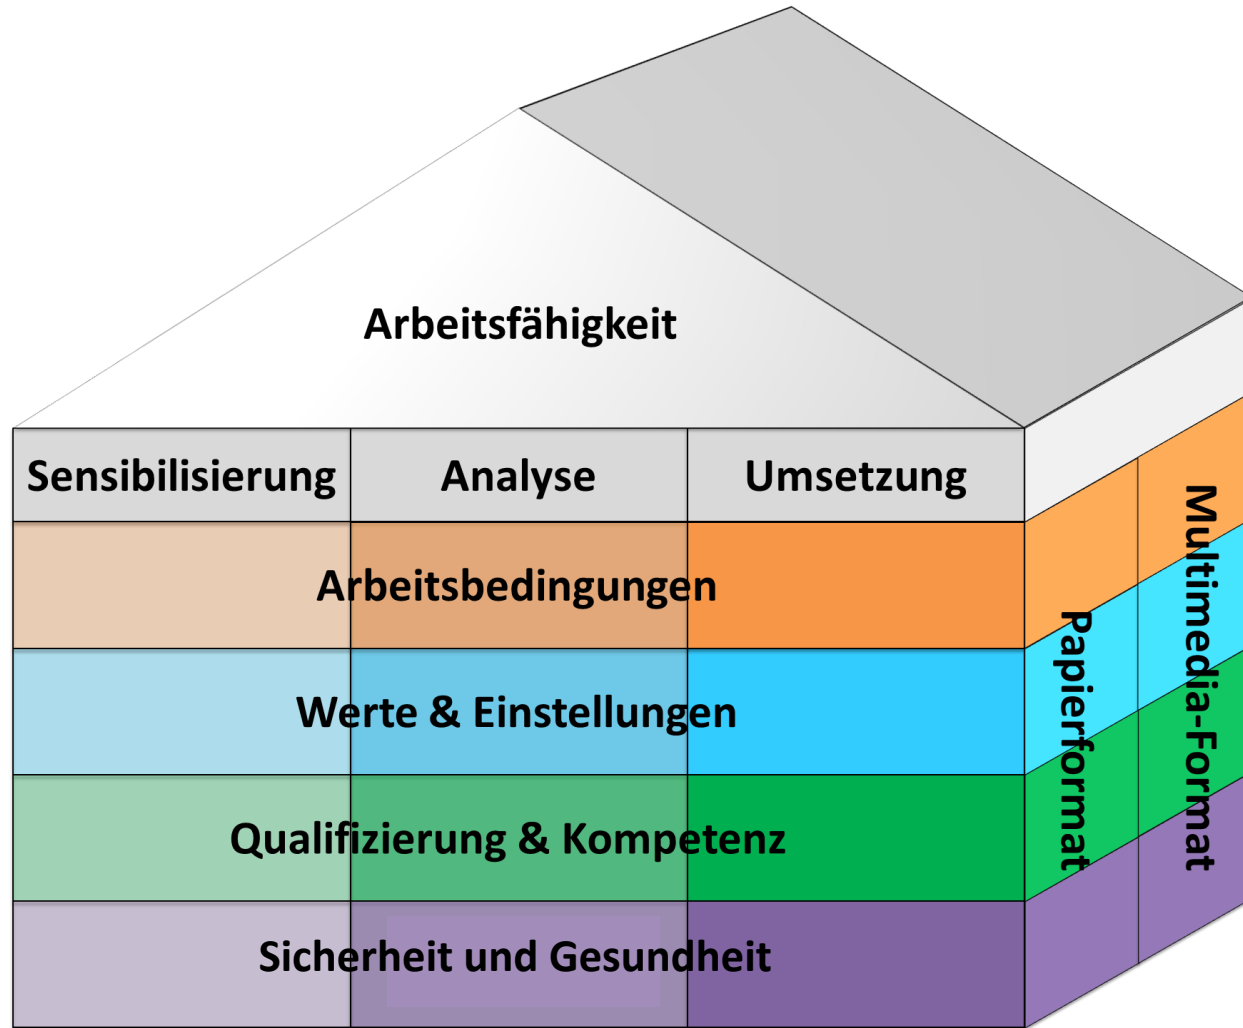 Arbeitsfähigkeit
Sensibilisierung
Analyse
Umsetzung
Arbeitsbedingungen
Werte & Einstellungen
Qualifizierung & Kompetenz
Sicherheit und Gesundheit
Papierformat
Multimedia-Format